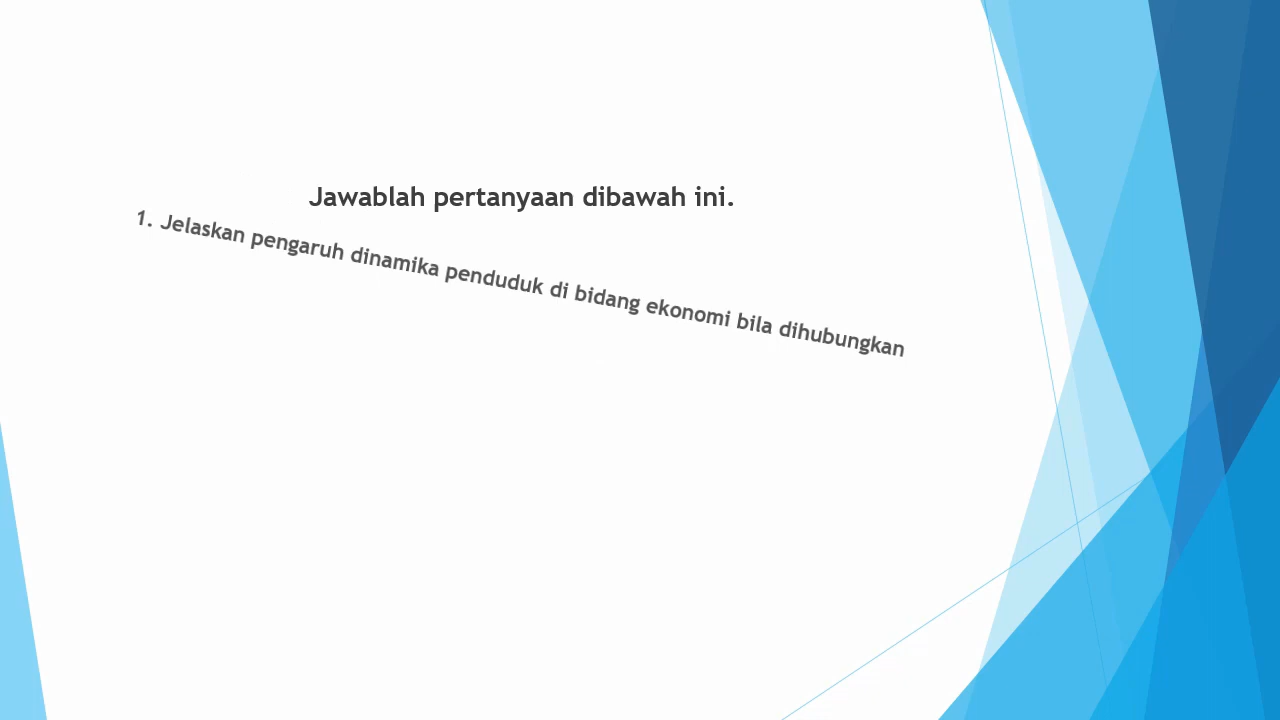 Jawablah pertanyaan dibawah ini.
1. Jelaskan pengaruh dinamika penduduk di bidang ekonomi bila dihubungkan